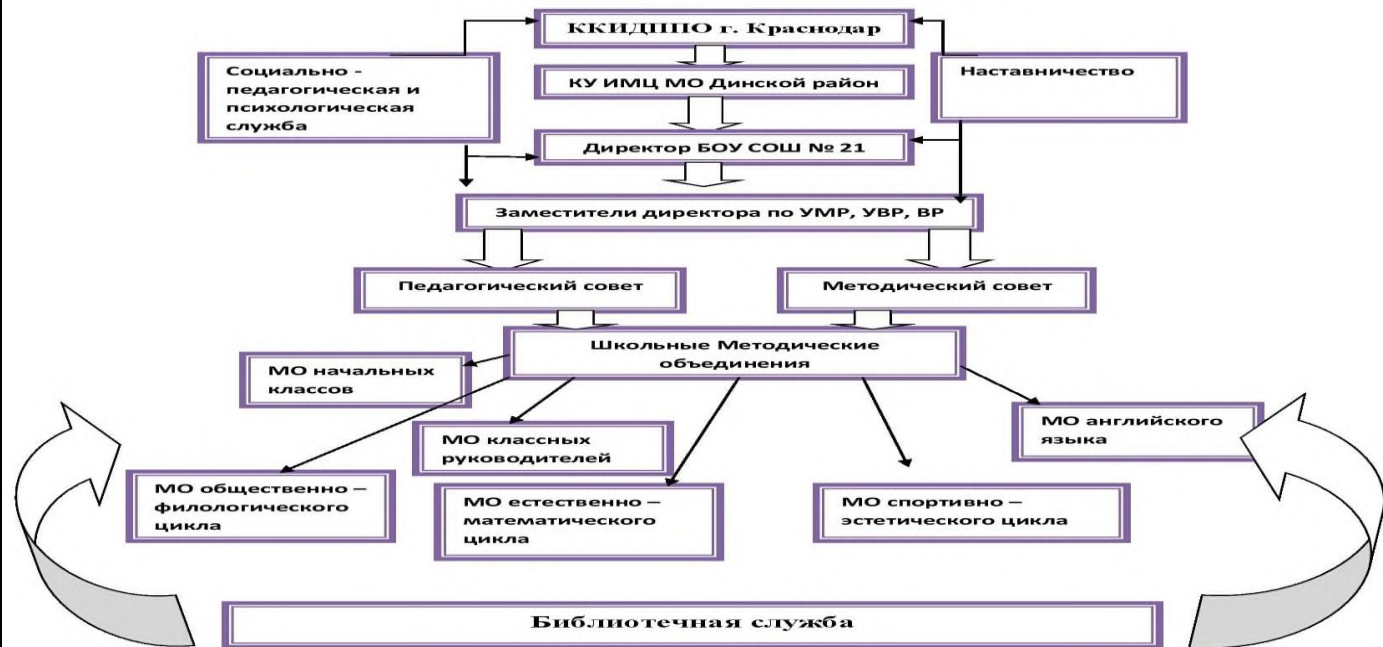 ККИДППО г. Краснодар
Социально -
педагогическая и
психологическая
служба
КУ ИМЦ МО Динской район
Наставничество
Директор БОУ СОШ № 21
Заместители директора по УМР, УВР, ВР
Педагогический совет
Методический совет
Школьные Методические
объединения
МО начальных
классов
МО классных
руководителей
МО английского
языка
МО общественно –
филологического
цикла
МО естественно –
математического
цикла
МО спортивно –
эстетического цикла
Библиотечная служба